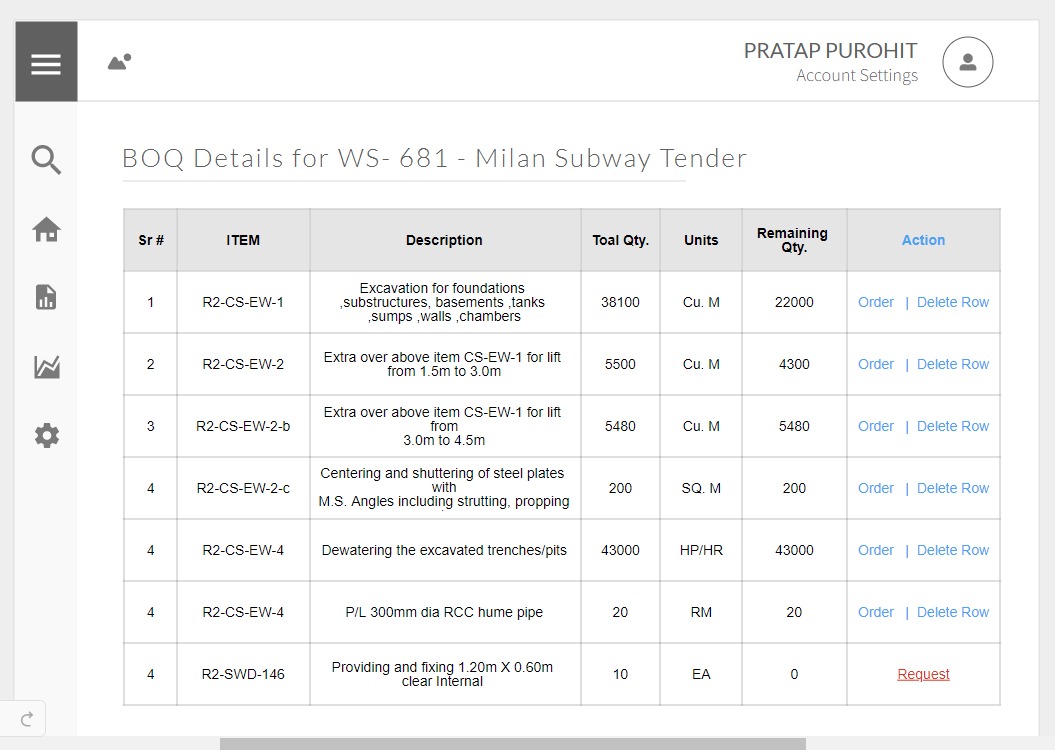 PRATAP PUROHIT
Account Settings
BOQ Details for WS- 681 - Milan Subway Tender
Sr # ITEM Description Toal Qty. Units Remaining Qty. Action
1 R2-CS-EW-1 Excavation for foundations ,substructures, basements ,tanks ,sumps ,walls ,chambers 38100 Cu. M 22000 Order | Delete Row
2 R2-CS-EW-2 Extra over above item CS-EW-1 for lift from 1.5m to 3.0m 5500 Cu. M 4300 Order | Delete Row
3 R2-CS-EW-2-b Extra over above item CS-EW-1 for lift from 3.0m to 4.5m 5480 Cu. M 5480 Order | Delete Row
4 R2-CS-EW-2-c Centering and shuttering of steel plates with M.S. Angles including strutting, propping 200 SQ. M 200 Order | Delete Row
4 R2-CS-EW-4 Dewatering the excavated trenches/pits 43000 HP/HR 43000 Order | Delete Row
4 R2-CS-EW-4 P/L 300mm dia RCC hume pipe 20 RM 20 Order | Delete Row
4 R2-SWD-146 Providing and fixing 1.20m X 0.60m clear Internal 10 EA 0 Request